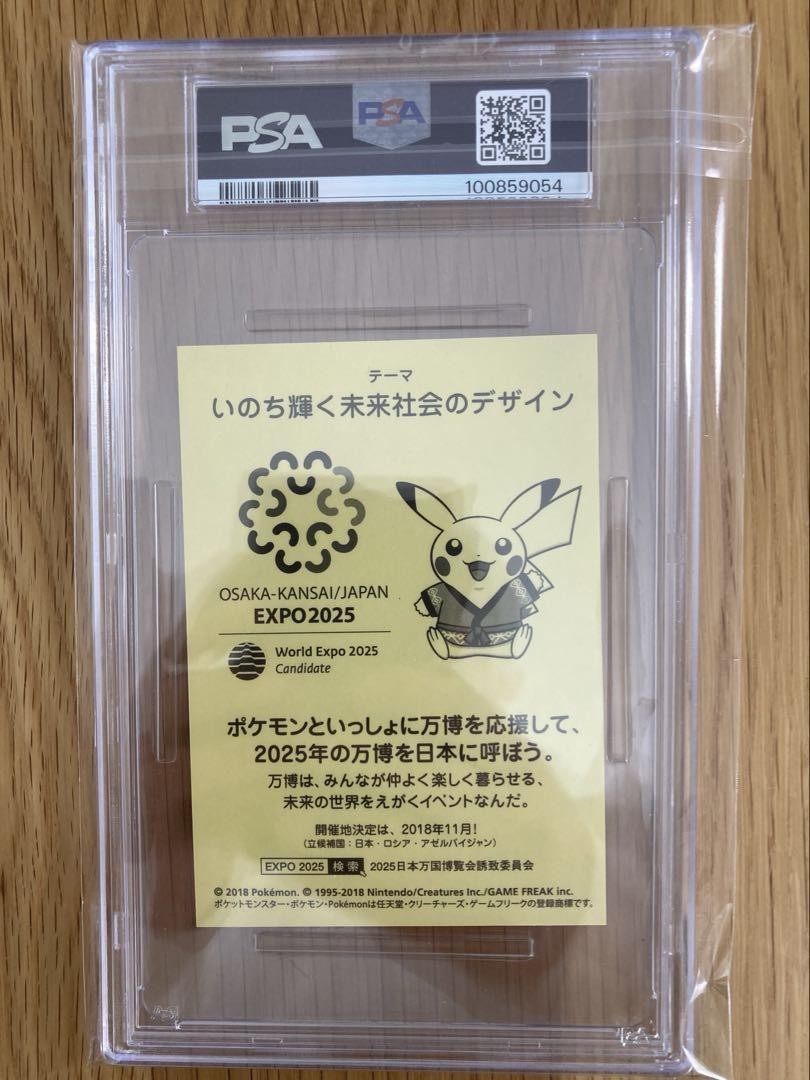 PSA
PSA
100859054
テーマ
いのち輝く未来社会のデザイン
OSAKA-KANSAI/JAPAN
EXPO2025
World Expo 2025
Candidate
ポケモンといっしょに万博を応援して、
2025年の万博を日本に呼ぼう。
万博は、みんなが仲よく楽しく暮らせる、
未来の世界をえがくイベントなんだ。
開催地決定は、2018年11月!
(立候補国:日本・ロシア・アゼルバイジャン)
EXPO 2025 検索 2025日本万国博覧会誘致委員会
© 2018 Pokémon. © 1995-2018 Nintendo/Creatures Inc./GAME FREAK inc.
ポケットモンスター・ポケモン・Pokémonは任天堂・クリーチャーズ・ゲームフリークの登録商標です。